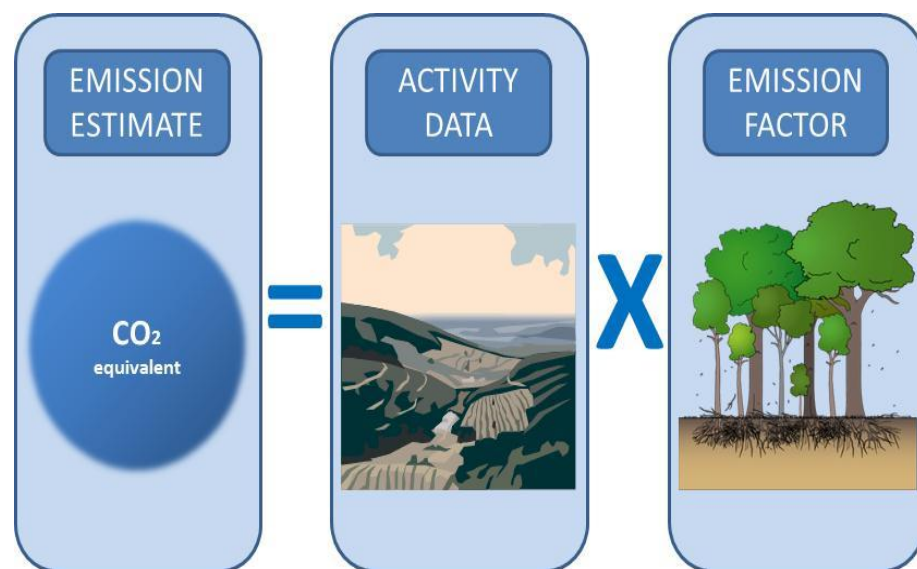 EMISSION
ESTIMATE
CO₂
equivalent
=
ACTIVITY
DATA
X
EMISSION
FACTOR